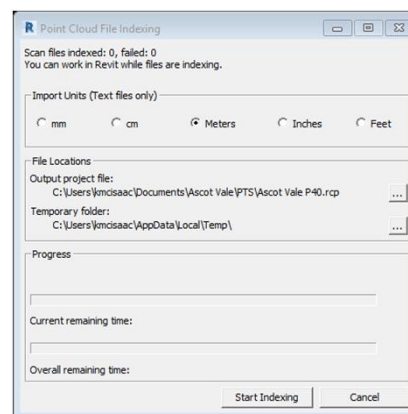 Point Cloud File Indexing
Scan files indexed: 0, failed: 0
You can work in Revit while files are indexing.
Import Units (Text files only)
mm cm Meters Inches Feet
File Locations
Output project file:
C:\Users\kmcisaac\Documents\Ascot Vale\PTS\Ascot Vale P40.rcp
...
Temporary folder:
C:\Users\kmcisaac\AppData\Local\Temp\
...
Progress
Current remaining time:
Overall remaining time:
Start Indexing Cancel